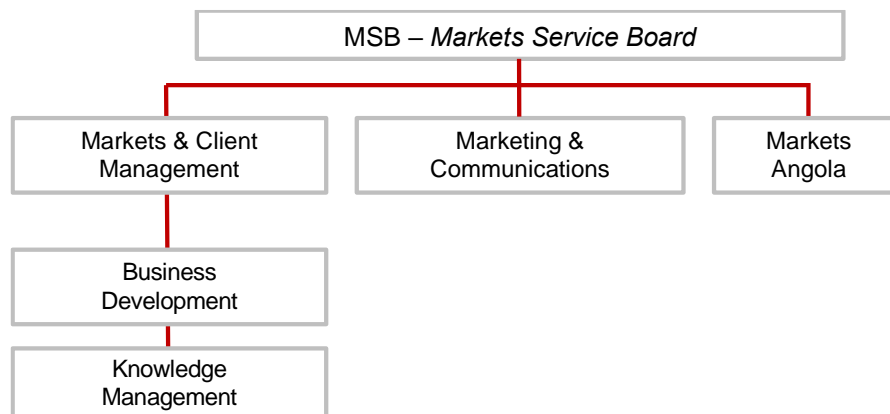 MSB – Markets Service Board
Markets & Client
Management
Marketing &
Communications
Markets
Angola
Business
Development
Knowledge
Management